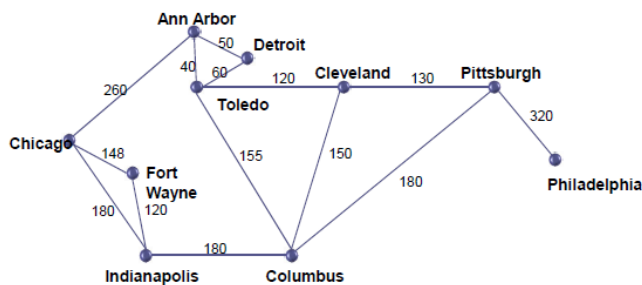 Ann Arbor
50
Detroit
40
60
120
Cleveland
130
Pittsburgh
260
Toledo
320
Chicago
148
Fort
Wayne
155
150
180
Philadelphia
180
120
180
Indianapolis
Columbus